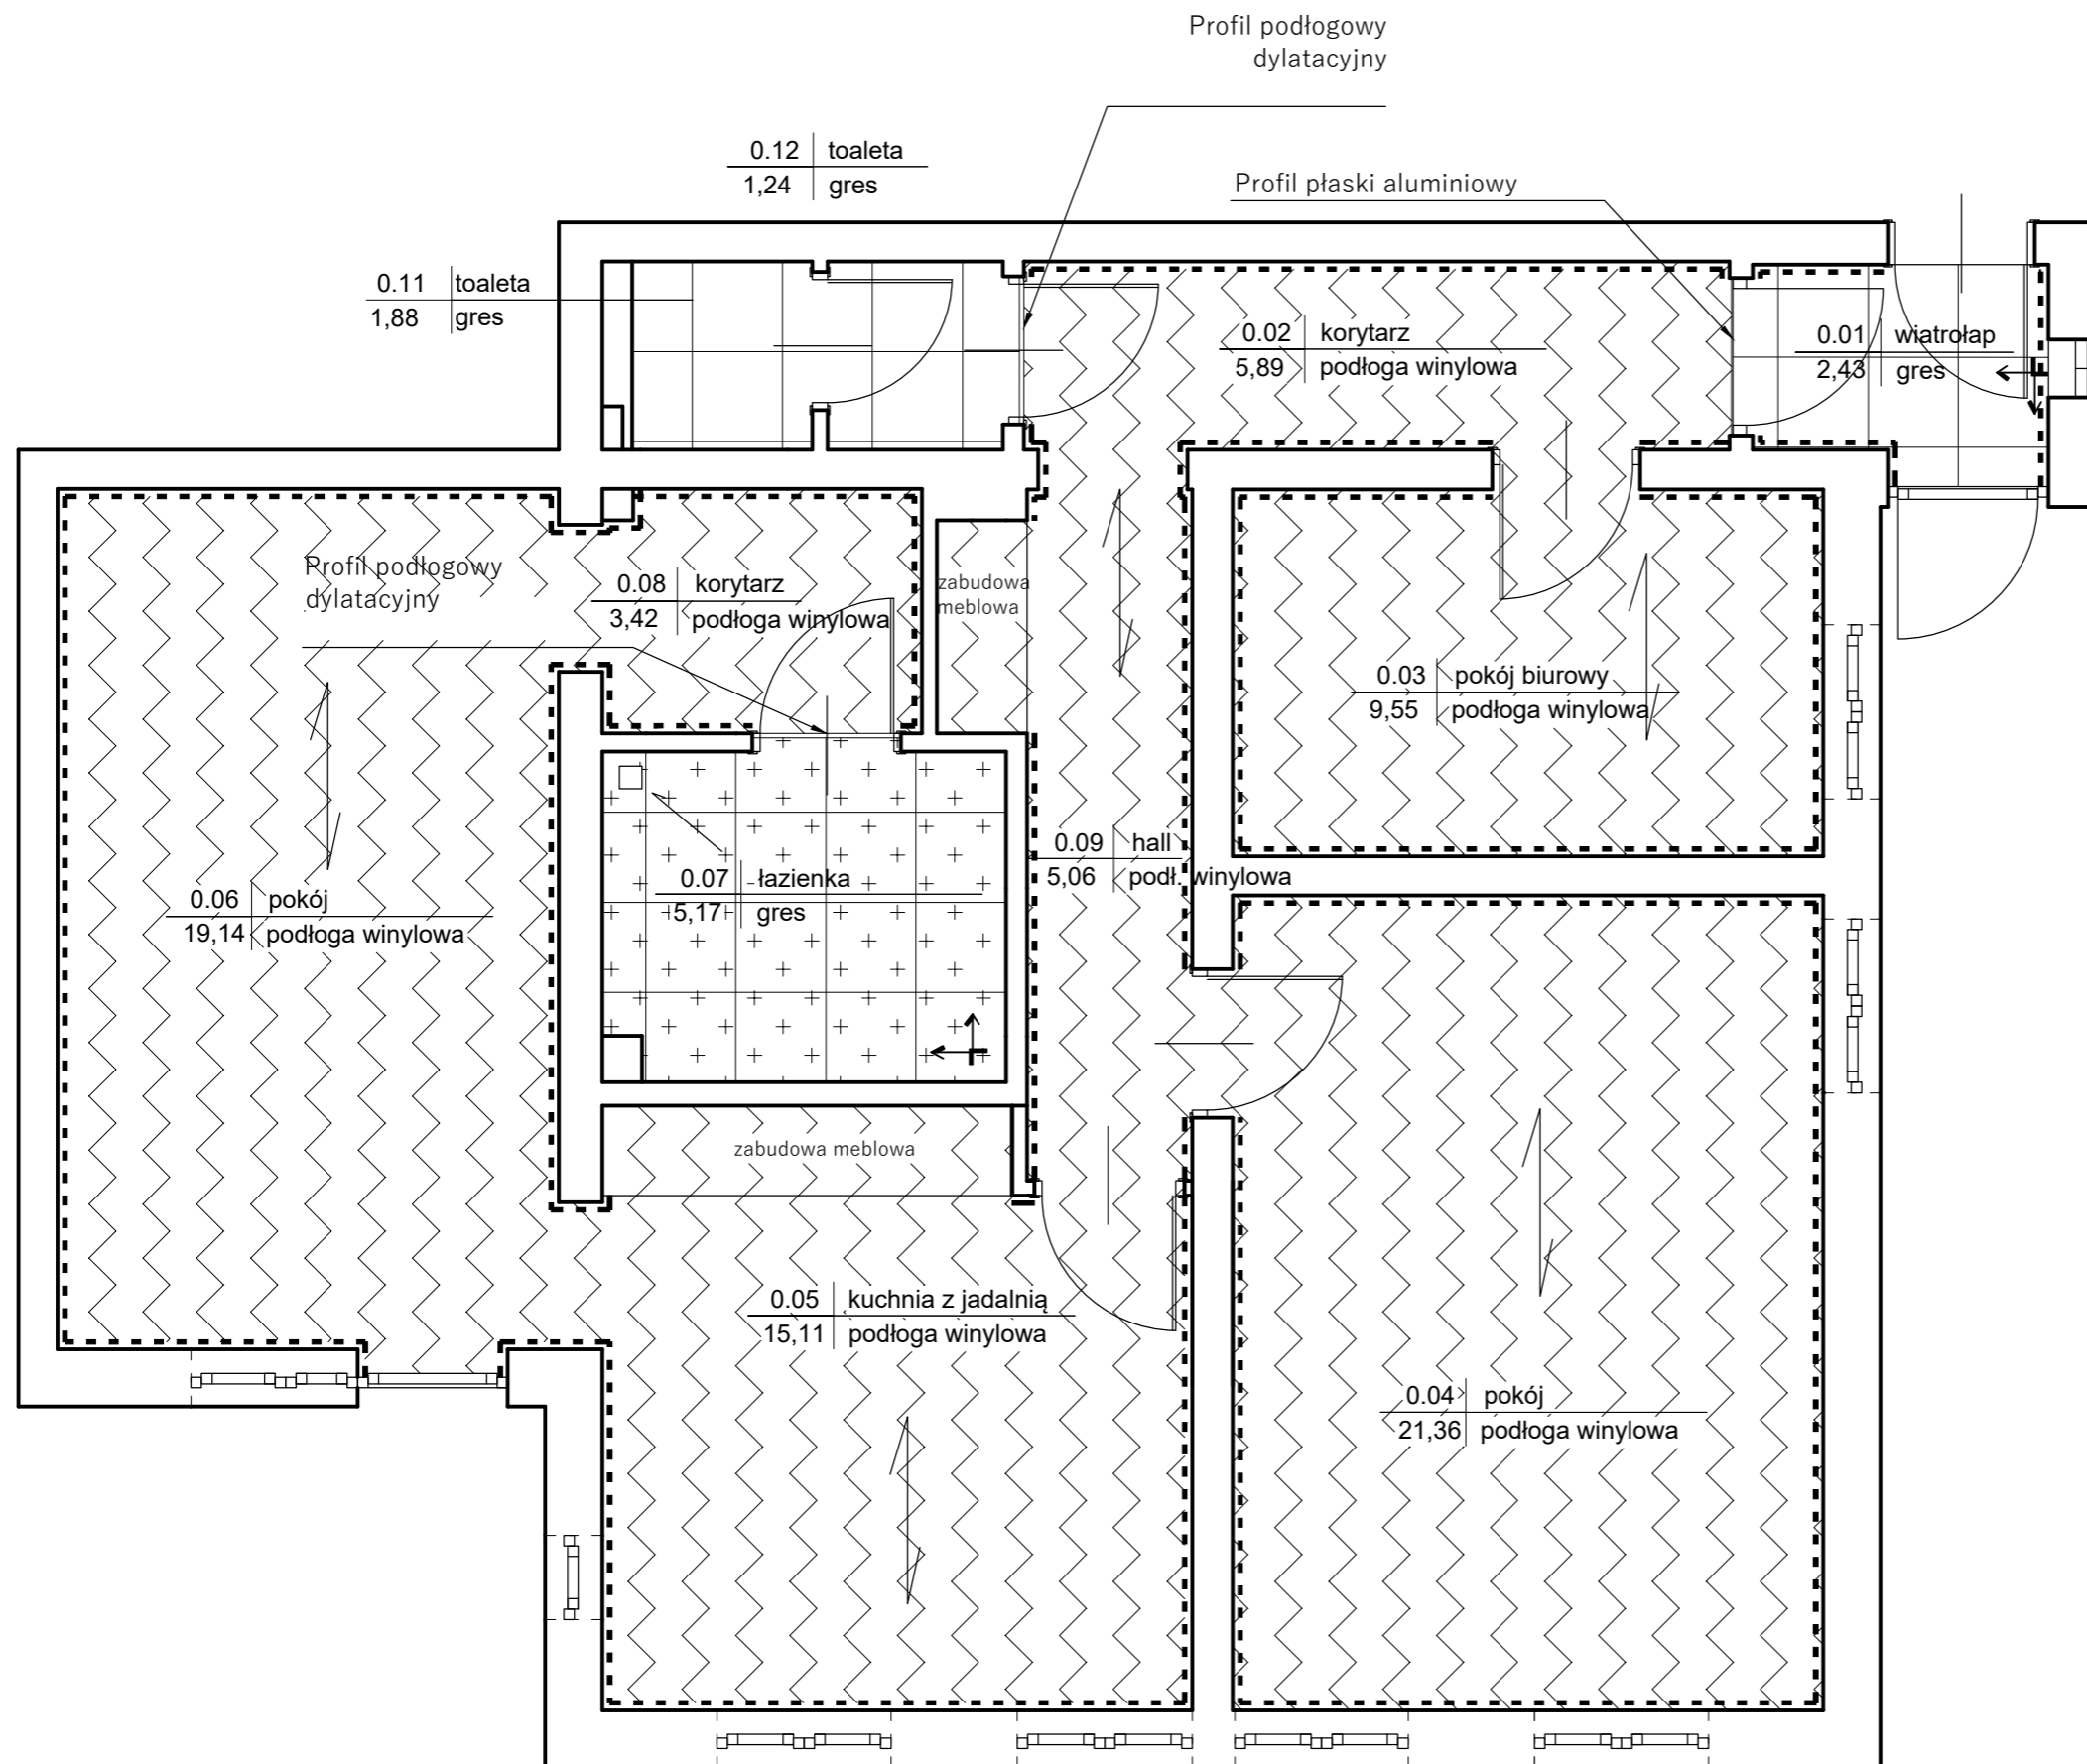 Profil podłogowy
dylatacyjny
0.12 toaleta
1,24 gres
Profil płaski aluminiowy
0.11 toaleta
1,88 gres
0.02 korytarz
5,89 podłoga winylowa
0.01 wiatrołap
2,43 gres
Profil podłogowy
dylatacyjny
0.08 korytarz
3,42 podłoga winylowa
zabudowa
meblowa
0.03 pokój biurowy
9,55 podłoga winylowa
0.09 hall
5,06 podł. winylowa
0.07 łazienka
5,17 gres
0.06 pokój
19,14 podłoga winylowa
zabudowa meblowa
0.05 kuchnia z jadalnią
15,11 podłoga winylowa
0.04 pokój
21,36 podłoga winylowa